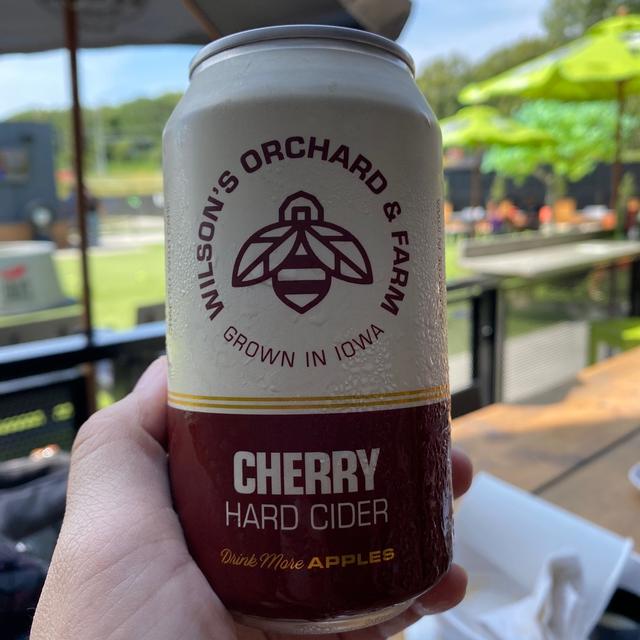 WILSON'S ORCHARD & FARM
GROWN IN IOWA
CHERRY
HARD CIDER
Drink More APPLES